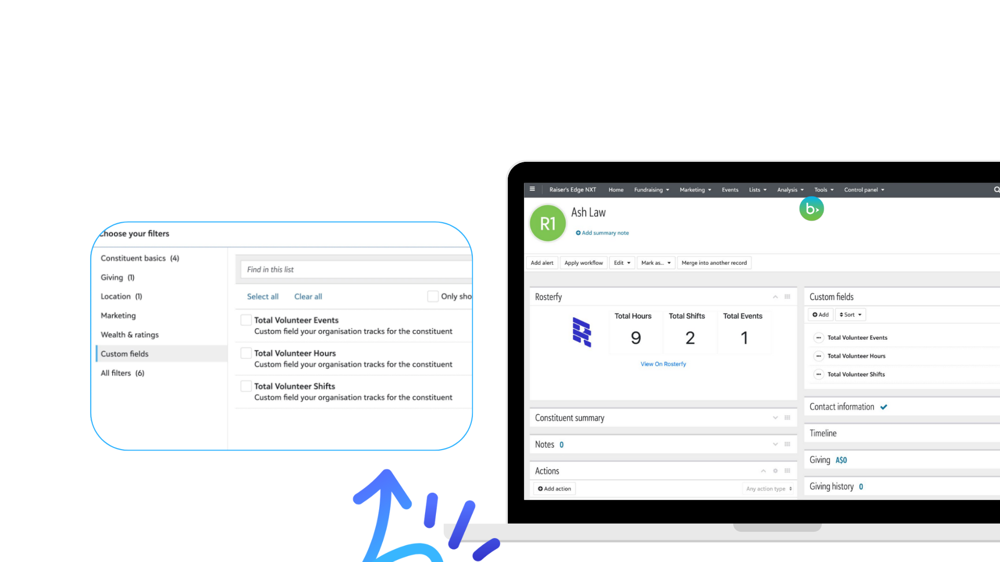 Choose your filters
Constituent basics (4)
Giving (1)
Location (1)
Marketing
Wealth & ratings
Custom fields
All filters (6)
Find in this list
Select all Clear all Only sho
Total Volunteer Events
Custom field your organisation tracks for the constituent
Total Volunteer Hours
Custom field your organisation tracks for the constituent
Total Volunteer Shifts
Custom field your organisation tracks for the constituent
Raiser's Edge NXT Home Fundraising Marketing Events Lists Analysis Tools Control panel
b
R1
Ash Law
Add summary note
Add alert Apply workflow Edit Mark as... Merge into another record
Rosterfy
Total Hours Total Shifts Total Events
9 2 1
View On Rosterfy
Constituent summary
Notes 0
Actions
Add action Any action type
Custom fields
Add Sort
Total Volunteer Events
Total Volunteer Hours
Total Volunteer Shifts
Contact information
Timeline
Giving A$0
Giving history 0